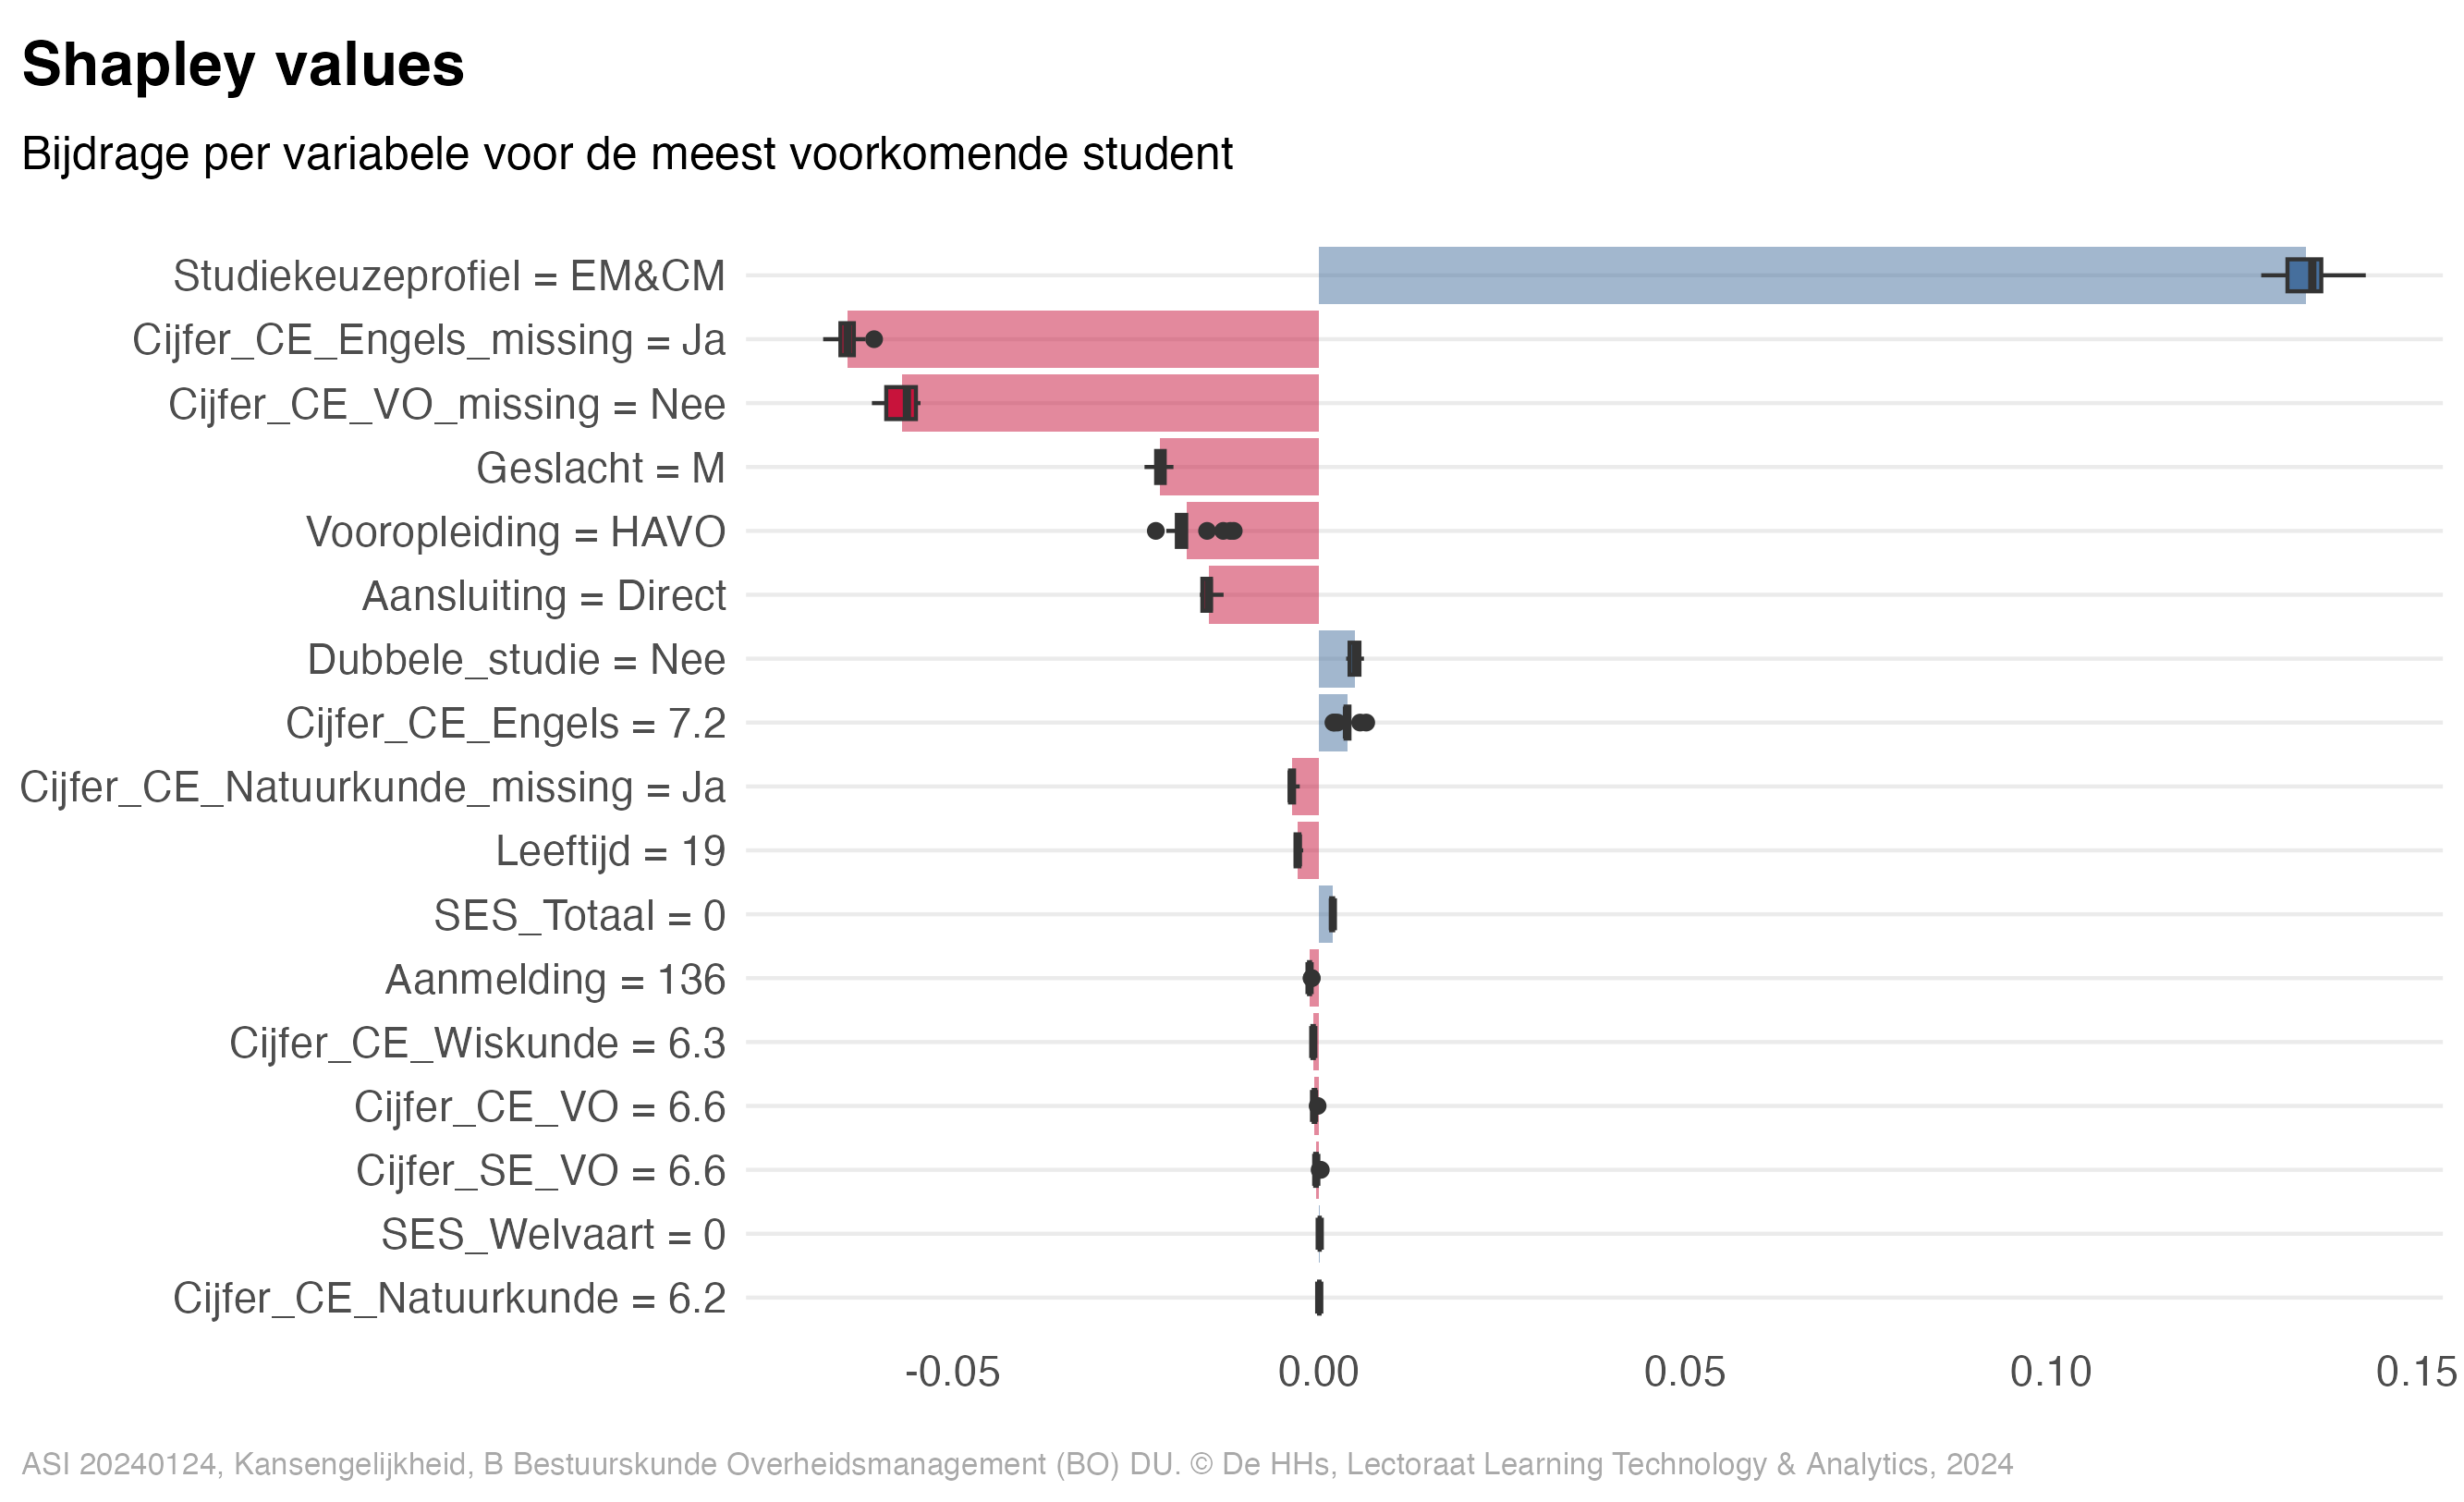 Shapley values
Bijdrage per variabele voor de meest voorkomende student
Studiekeuzeprofiel = EM&CM
Cijfer_CE_Engels_missing = Ja
Cijfer_CE_VO_missing = Nee
Geslacht = M
Vooropleiding = HAVO
Aansluiting = Direct
Dubbele_studie = Nee
Cijfer_CE_Engels = 7.2
Cijfer_CE_Natuurkunde_missing = Ja
Leeftijd = 19
SES_Totaal = 0
Aanmelding = 136
Cijfer_CE_Wiskunde = 6.3
Cijfer_CE_VO = 6.6
Cijfer_SE_VO = 6.6
SES_Welvaart = 0
Cijfer_CE_Natuurkunde = 6.2
-0.05 0.00 0.05 0.10 0.15
ASI 20240124, Kansengelijkheid, B Bestuurskunde Overheidsmanagement (BO) DU. © De HHs, Lectoraat Learning Technology & Analytics, 2024